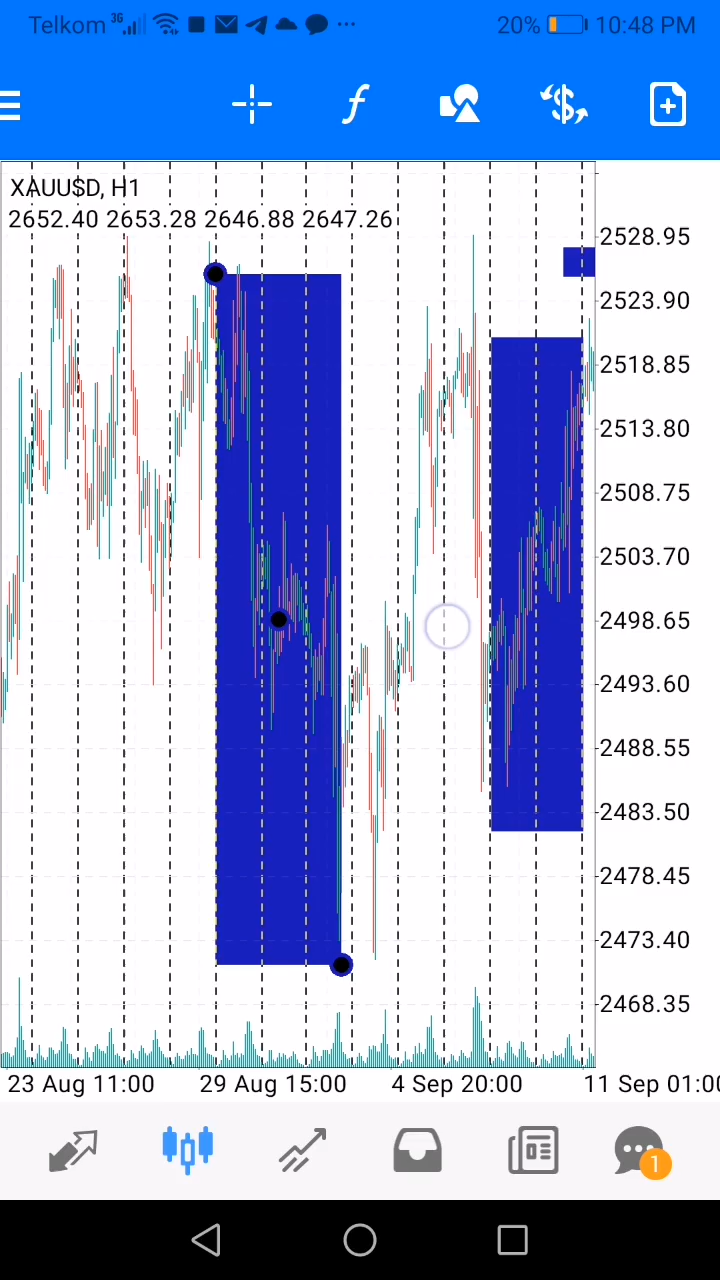 Telkom 3G 20% 10:48 PM
f $
XAUUSD, H1
2652.40 2653.28 2646.88 2647.26
2528.95
2523.90
2518.85
2513.80
2508.75
2503.70
2498.65
2493.60
2488.55
2483.50
2478.45
2473.40
2468.35
23 Aug 11:00 29 Aug 15:00 4 Sep 20:00 11 Sep 01:00
1